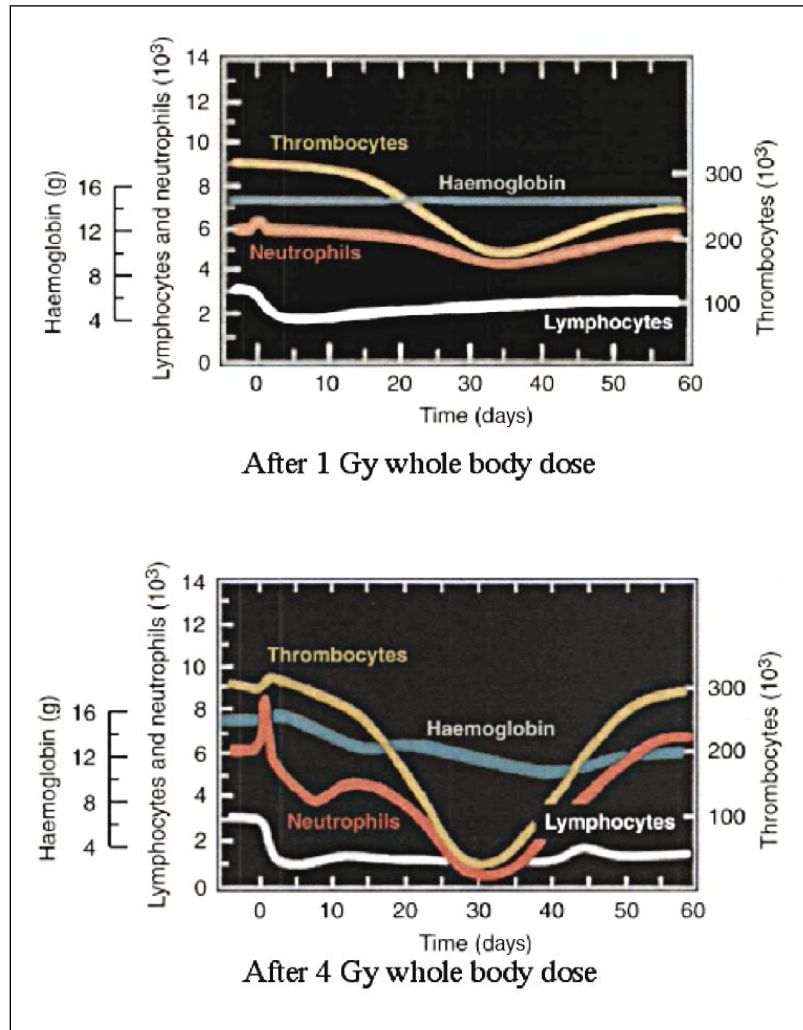 14
12
10
8
6
4
2
0
Haemoglobin (g)
16
12
8
4
Lymphocytes and neutrophils (10³)
Thrombocytes
Haemoglobin
Neutrophils
Lymphocytes
300
200
100
Thrombocytes (10³)
0 10 20 30 40 50 60
Time (days)
After 1 Gy whole body dose
14
12
10
8
6
4
2
0
Haemoglobin (g)
16
12
8
4
Lymphocytes and neutrophils (10³)
Thrombocytes
Haemoglobin
Neutrophils
Lymphocytes
300
200
100
Thrombocytes (10³)
0 10 20 30 40 50 60
Time (days)
After 4 Gy whole body dose